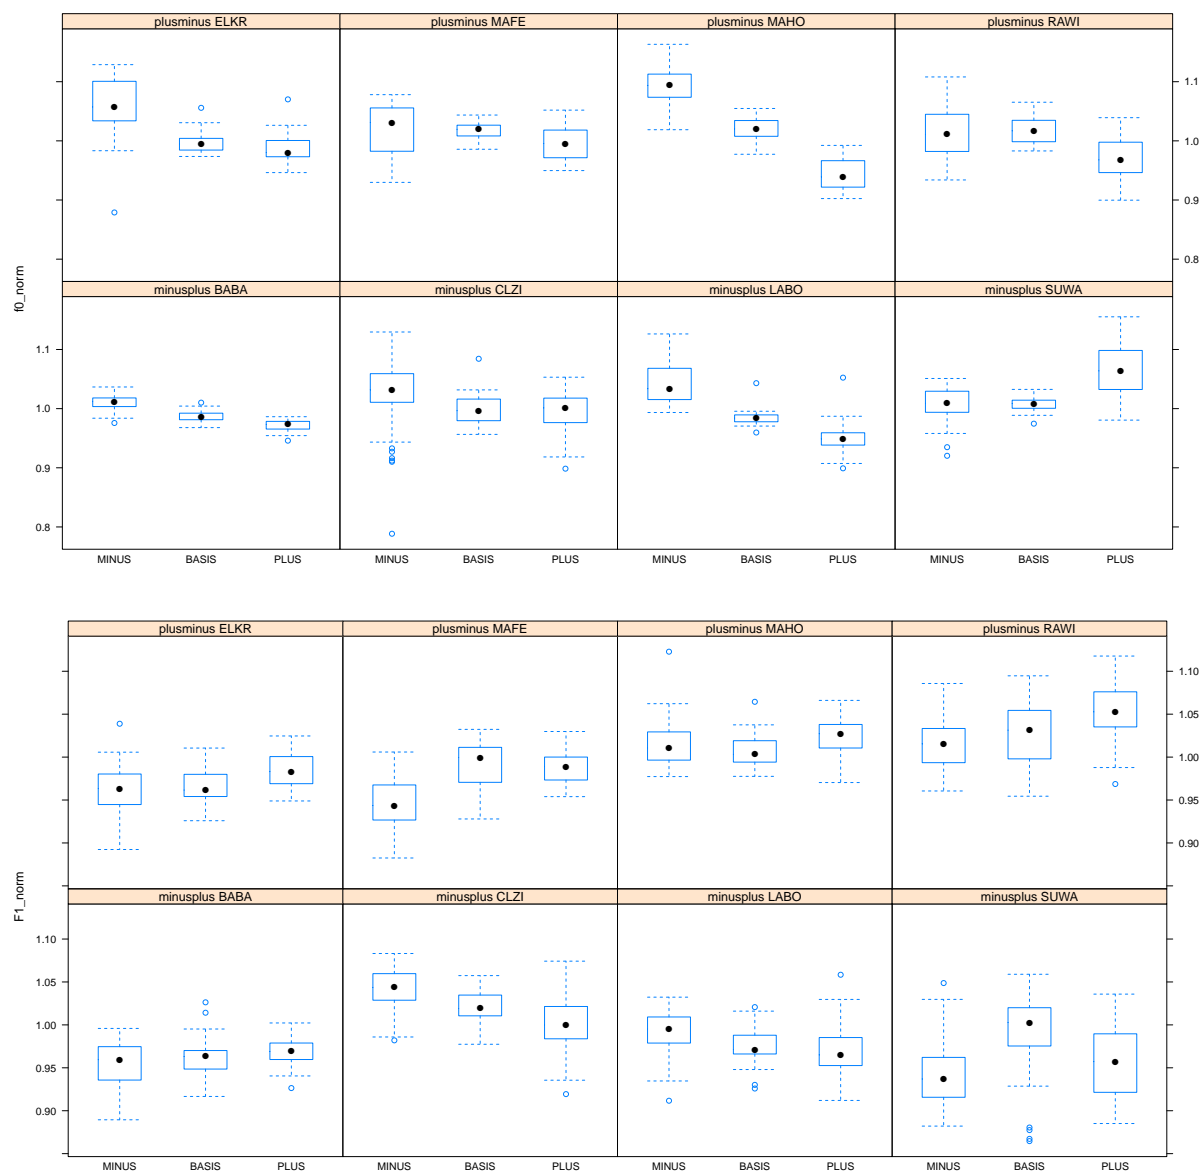 plusminus ELKR plusminus MAFE plusminus MAHO plusminus RAWI
1.1
1.0
0.9
0.8
f0_norm
minusplus BABA minusplus CLZI minusplus LABO minusplus SUWA
1.1
1.0
0.9
0.8
MINUS BASIS PLUS MINUS BASIS PLUS MINUS BASIS PLUS MINUS BASIS PLUS
plusminus ELKR plusminus MAFE plusminus MAHO plusminus RAWI
1.10
1.05
1.00
0.95
0.90
F1_norm
minusplus BABA minusplus CLZI minusplus LABO minusplus SUWA
1.10
1.05
1.00
0.95
0.90
MINUS BASIS PLUS MINUS BASIS PLUS MINUS BASIS PLUS MINUS BASIS PLUS